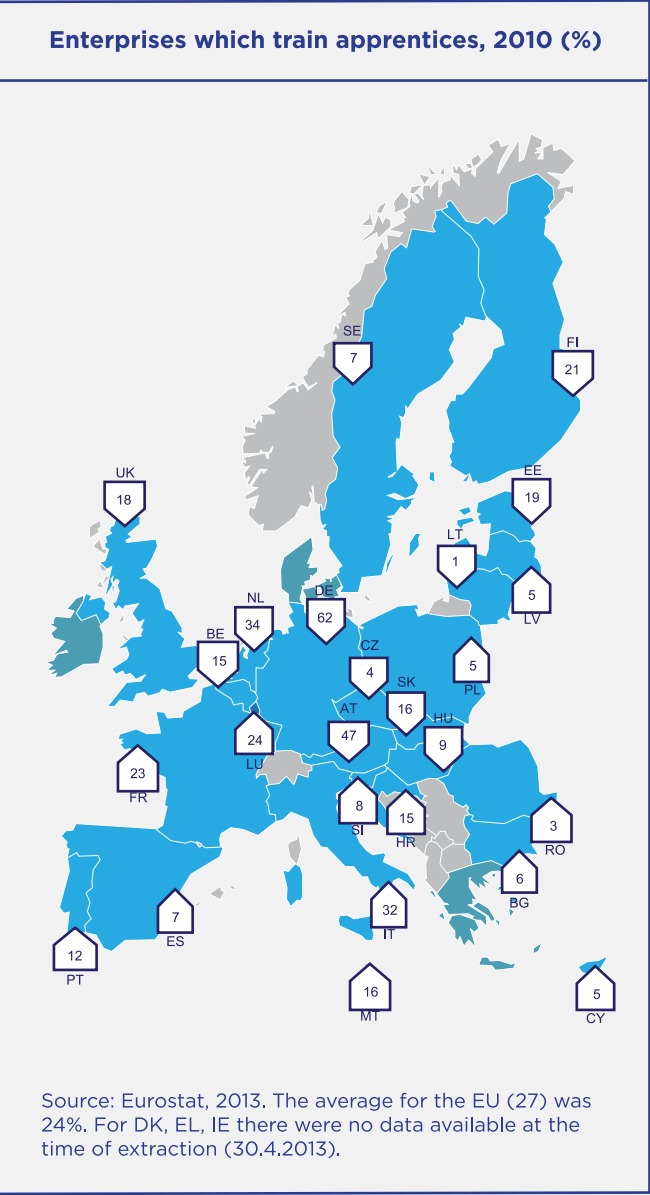 Enterprises which train apprentices, 2010 (%)
SE
7
FI
21
UK
18
EE
19
LT
1
5
LV
DE
62
NL
34
BE
15
CZ
4
5
PL
SK
16
AT
47
HU
9
24
LU
23
FR
8
SI
15
HR
3
RO
6
BG
7
ES
32
IT
12
PT
16
MT
5
CY
Source: Eurostat, 2013. The average for the EU (27) was
24%. For DK, EL, IE there were no data available at the
time of extraction (30.4.2013).